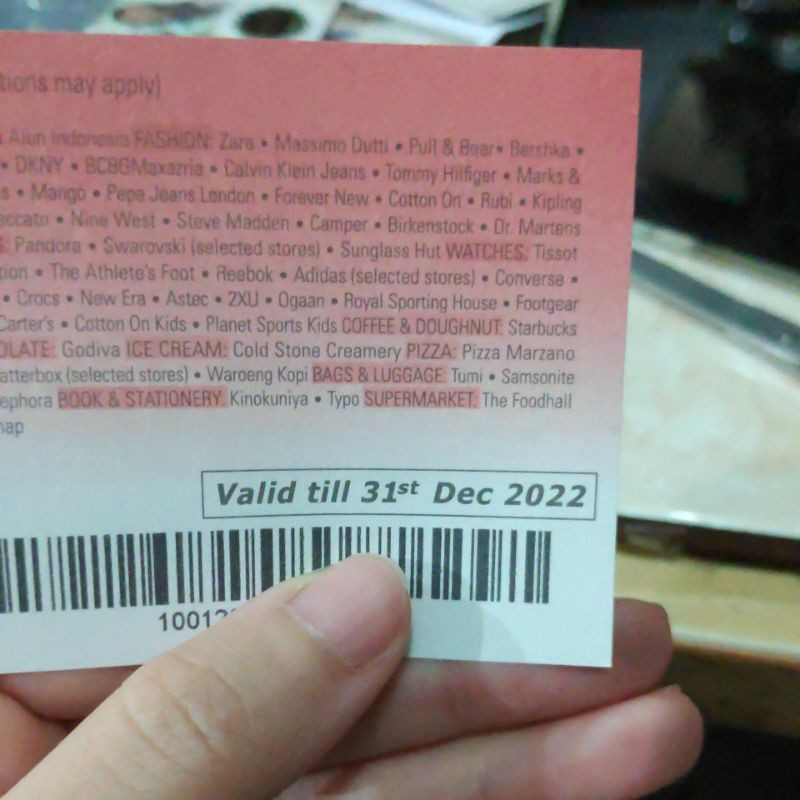 tions may apply)
Ajun Indonesia FASHION: Zara • Massimo Dutti • Pull & Bear • Bershka •
• DKNY • BCBGMaxazria • Calvin Klein Jeans • Tommy Hilfiger • Marks &
s • Mango • Pepe Jeans London • Forever New • Cotton On • Rubi • Kipling
eccato • Nine West • Steve Madden • Camper • Birkenstock • Dr Martens
: Pandora • Swarovski (selected stores) • Sunglass Hut WATCHES: Tissot
tion • The Athlete's Foot • Reebok • Adidas (selected stores) • Converse •
• Crocs • New Era • Astec • 2XU • Ogaan • Royal Sporting House • Footgear
Carter's • Cotton On Kids • Planet Sports Kids COFFEE & DOUGHNUT: Starbucks
OLATE: Godiva ICE CREAM: Cold Stone Creamery PIZZA: Pizza Marzano
atterbox (selected stores) • Waroeng Kopi BAGS & LUGGAGE: Tumi • Samsonite
ephora BOOK & STATIONERY: Kinokuniya • Typo SUPERMARKET: The Foodhall
map
Valid till 31st Dec 2022
1001